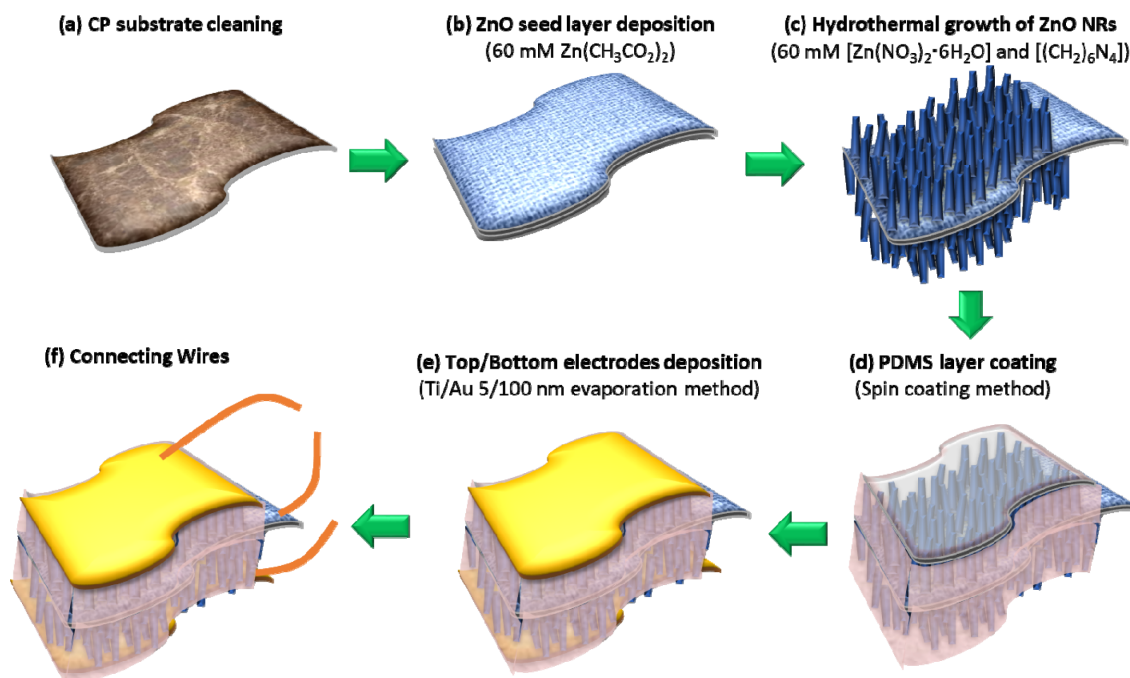 (a) CP substrate cleaning
(b) ZnO seed layer deposition
(60 mM Zn(CH₃CO₂)₂)
(c) Hydrothermal growth of ZnO NRs
(60 mM [Zn(NO₃)₂·6H₂O] and [(CH₂)₆N₄])
(d) PDMS layer coating
(Spin coating method)
(e) Top/Bottom electrodes deposition
(Ti/Au 5/100 nm evaporation method)
(f) Connecting Wires